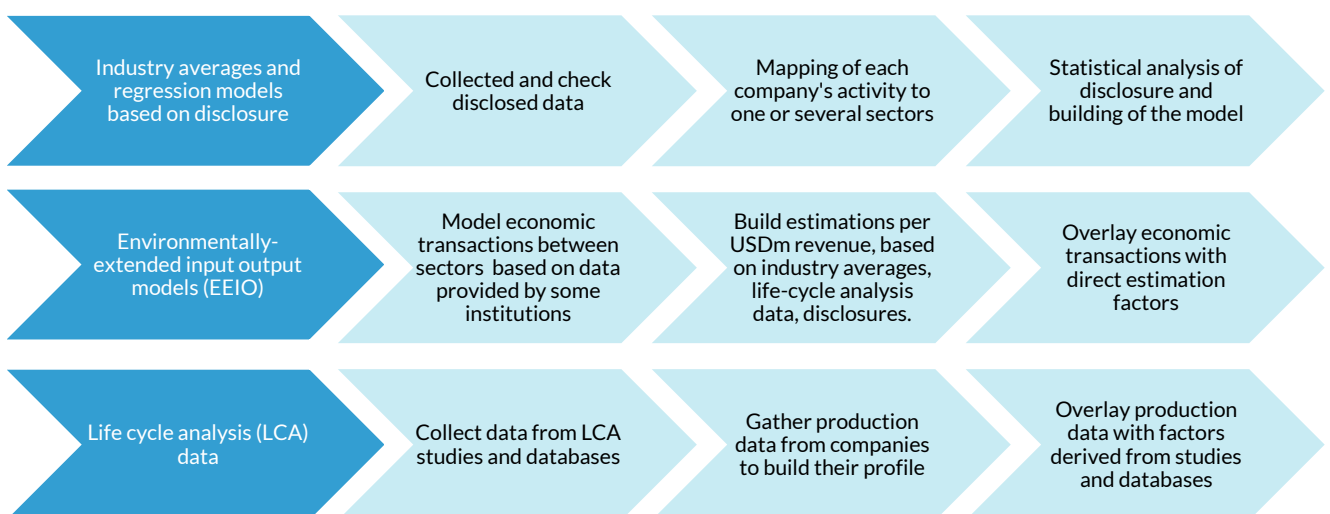 Industry averages and
regression models
based on disclosure
Collected and check
disclosed data
Mapping of each
company's activity to
one or several sectors
Statistical analysis of
disclosure and
building of the model
Environmentally-
extended input output
models (EEIO)
Model economic
transactions between
sectors based on data
provided by some
institutions
Build estimations per
USDm revenue, based
on industry averages,
life-cycle analysis
data, disclosures.
Overlay economic
transactions with
direct estimation
factors
Life cycle analysis (LCA)
data
Collect data from LCA
studies and databases
Gather production
data from companies
to build their profile
Overlay production
data with factors
derived from studies
and databases